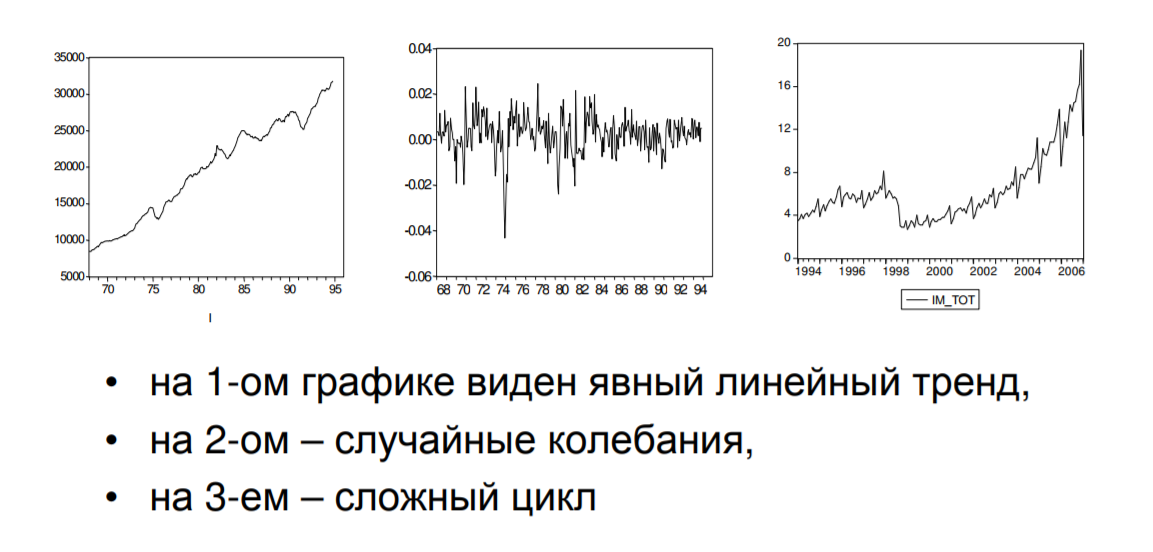 35000
30000
25000
20000
15000
10000
5000
70 75 80 85 90 95
0.04
0.02
0.00
-0.02
-0.04
-0.06
68 70 72 74 76 78 80 82 84 86 88 90 92 94
20
16
12
8
4
0
1994 1996 1998 2000 2002 2004 2006
IM_TOT
• на 1-ом графике виден явный линейный тренд,
• на 2-ом – случайные колебания,
• на 3-ем – сложный цикл